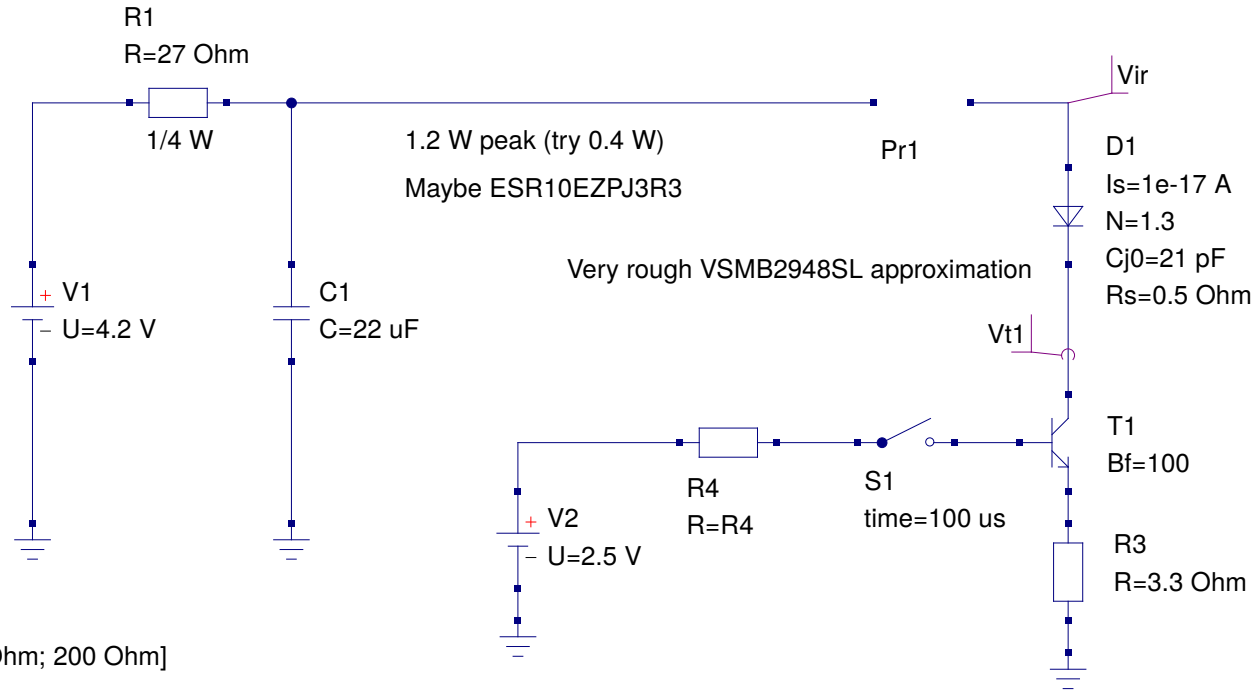 R1
R=27 Ohm
1/4 W
1.2 W peak (try 0.4 W)
Maybe ESR10EZPJ3R3
Pr1
Vir
D1
Is=1e-17 A
N=1.3
Cj0=21 pF
Rs=0.5 Ohm
Very rough VSMB2948SL approximation
+ V1
– U=4.2 V
C1
C=22 uF
Vt1
T1
Bf=100
R4
R=R4
S1
time=100 us
+ V2
– U=2.5 V
R3
R=3.3 Ohm
Ohm; 200 Ohm]